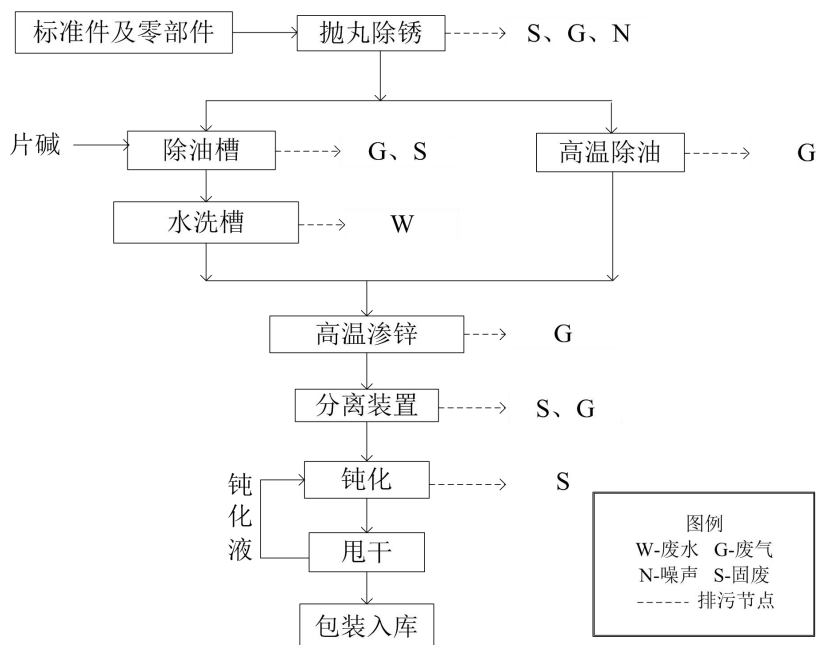 标准件及零部件
抛丸除锈
S、G、N
片碱
除油槽
G、S
高温除油
G
水洗槽
W
高温渗锌
G
分离装置
S、G
钝化
S
钝化液
甩干
包装入库
图例
W-废水 G-废气
N-噪声 S-固废
------ 排污节点